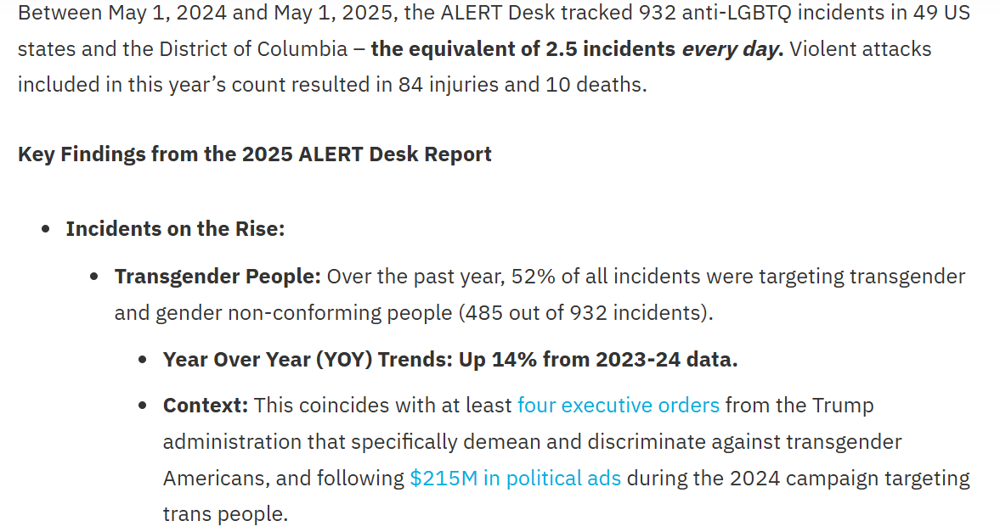 Between May 1, 2024 and May 1, 2025, the ALERT Desk tracked 932 anti-LGBTQ incidents in 49 US
states and the District of Columbia – the equivalent of 2.5 incidents every day. Violent attacks
included in this year’s count resulted in 84 injuries and 10 deaths.
Key Findings from the 2025 ALERT Desk Report
• Incidents on the Rise:
• Transgender People: Over the past year, 52% of all incidents were targeting transgender
and gender non-conforming people (485 out of 932 incidents).
• Year Over Year (YOY) Trends: Up 14% from 2023-24 data.
• Context: This coincides with at least four executive orders from the Trump
administration that specifically demean and discriminate against transgender
Americans, and following $215M in political ads during the 2024 campaign targeting
trans people.